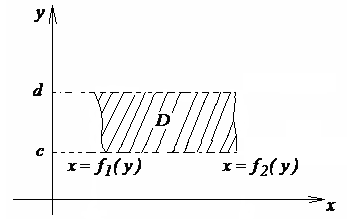 y
d
D
c
x = f1 ( y ) x = f2 ( y )
x